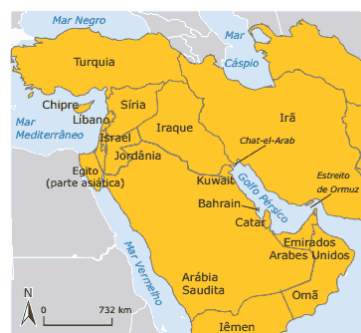 Mar Negro
Mar
Cáspio
Turquia
Chipre
Síria
Líbano
Mar
Mediterrâneo
Israel
Iraque
Irã
Chat-el-Arab
Jordânia
Egito
(parte asiática)
Kuwait
Golfo Pérsico
Estreito
de Ormuz
Bahrain
Catar
Emirados
Arabes Unidos
Mar Vermelho
Arábia
Saudita
Omã
Iêmen
N
0 732 km